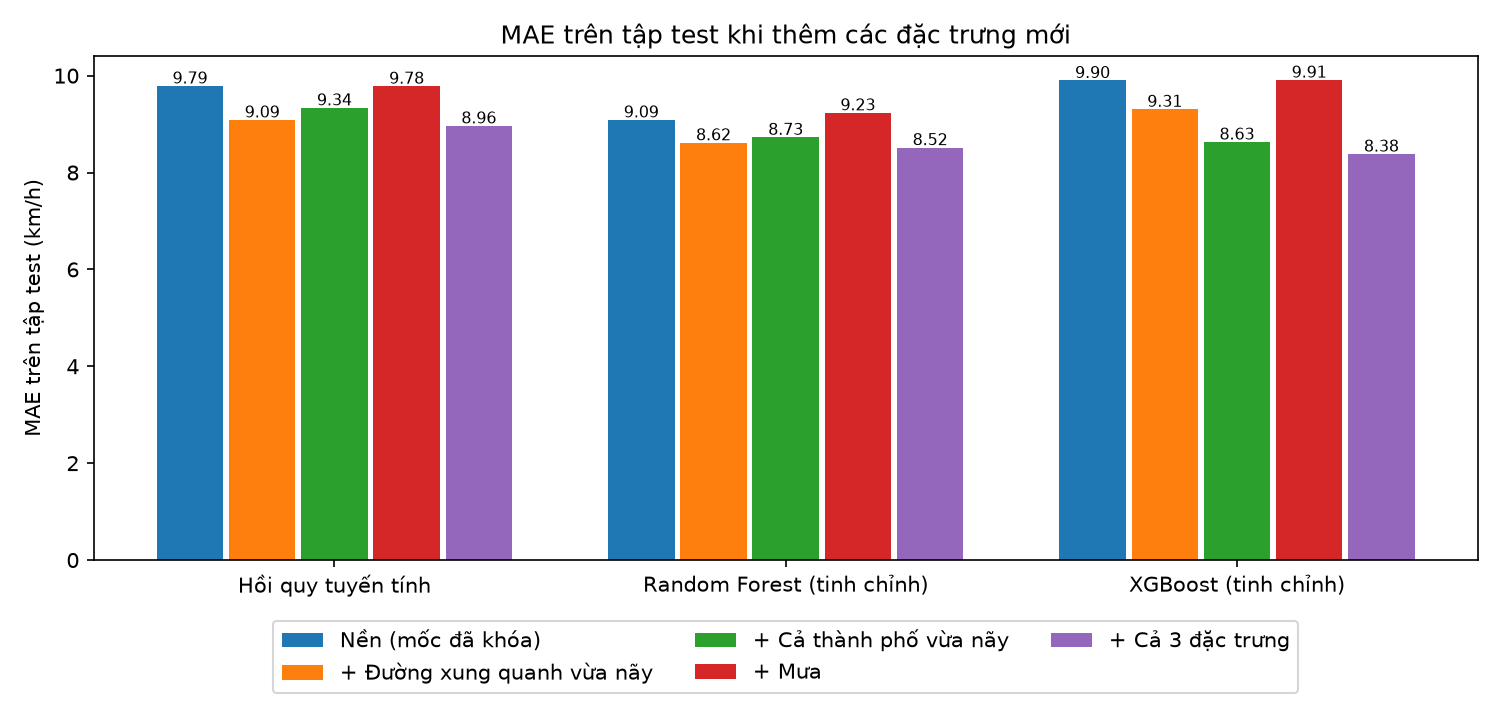 MAE trên tập test khi thêm các đặc trưng mới
MAE trên tập test (km/h)
10
8
6
4
2
0
9.79
9.09
9.34
9.78
8.96
9.09
8.62
8.73
9.23
8.52
9.90
9.31
8.63
9.91
8.38
Hồi quy tuyến tính
Random Forest (tinh chỉnh)
XGBoost (tinh chỉnh)
Nền (mốc đã khóa)
+ Đường xung quanh vừa nãy
+ Cả thành phố vừa nãy
+ Mưa
+ Cả 3 đặc trưng